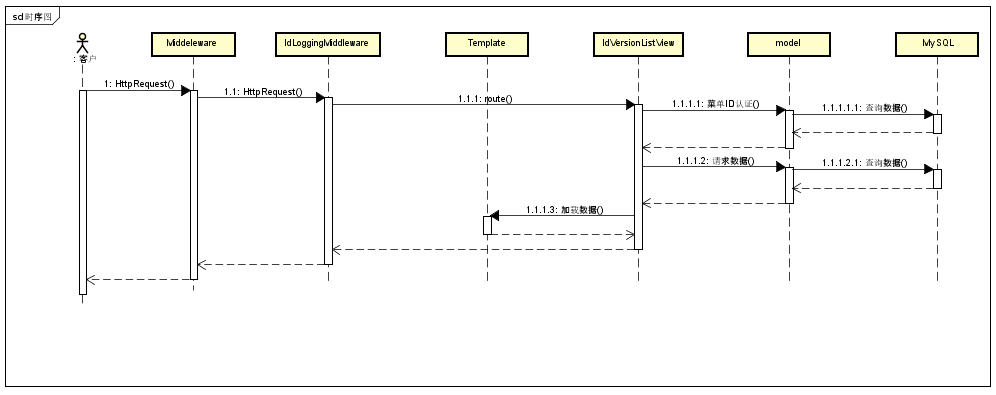 sd时序图
Middeleware
IdLoggingMiddleware
Template
IdVersionListView
model
MySQL
: 客户
1: HttpRequest()
1.1: HttpRequest()
1.1.1: route()
1.1.1.1: 菜单ID认证()
1.1.1.1.1: 查询数据()
1.1.1.2: 请求数据()
1.1.1.2.1: 查询数据()
1.1.1.3: 加载数据()